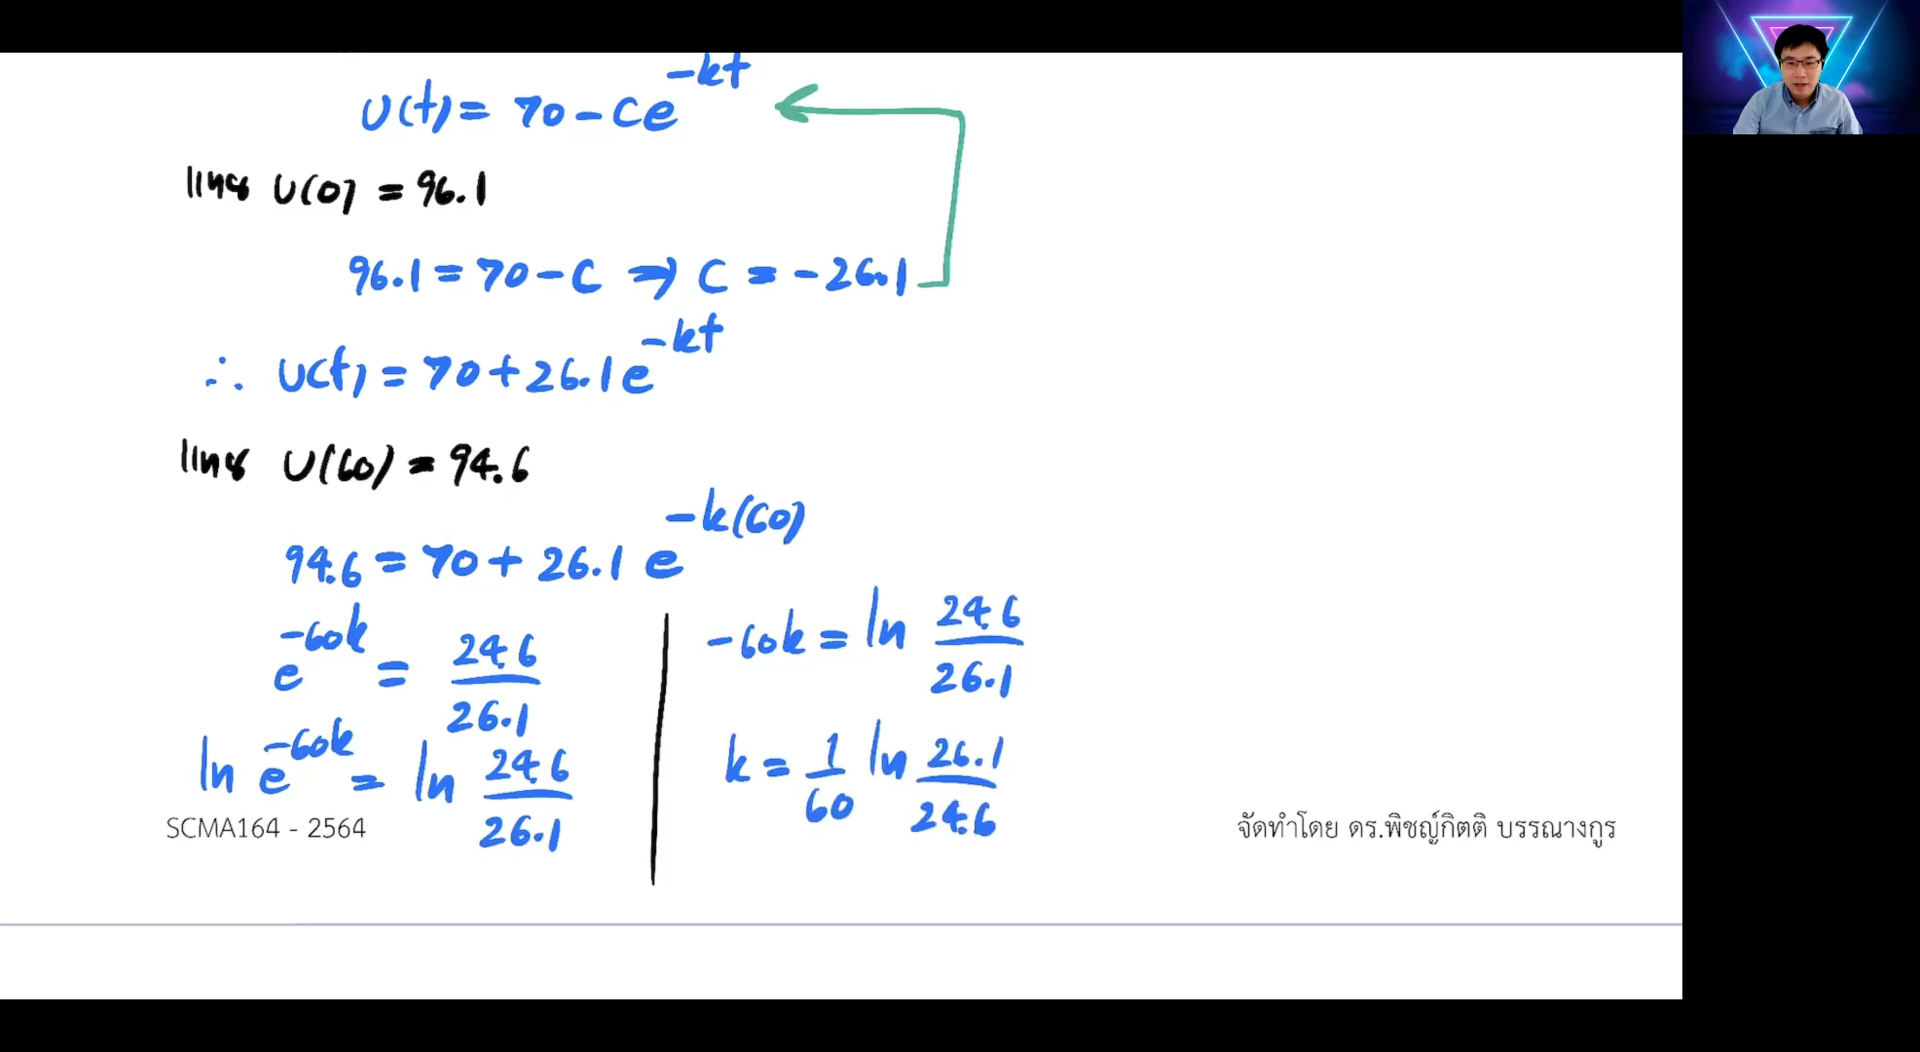 U(t) = 70 - Ce^{-kt}
แทน U(0) = 96.1
96.1 = 70 - C ⇒ C = -26.1
∴ U(t) = 70 + 26.1 e^{-kt}
แทน U(60) = 94.6
94.6 = 70 + 26.1 e^{-k(60)}
e^{-60k} = 24.6/26.1
ln e^{-60k} = ln 24.6/26.1
-60k = ln 24.6/26.1
k = 1/60 ln 26.1/24.6
SCMA164 - 2564
จัดทำโดย ดร.พิชญ์กิตติ บรรณางกูร